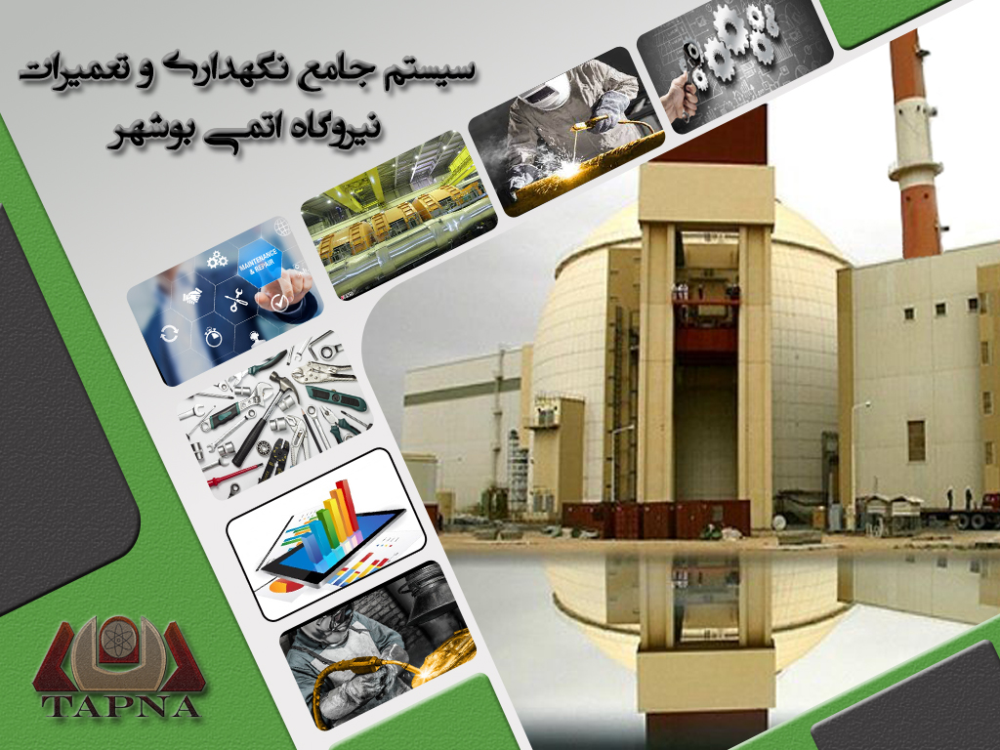 سیستم جامع نگهداری و تعمیرات
نیروگاه اتمی بوشهر
MAINTENANCE
& REPAIR
TAPNA